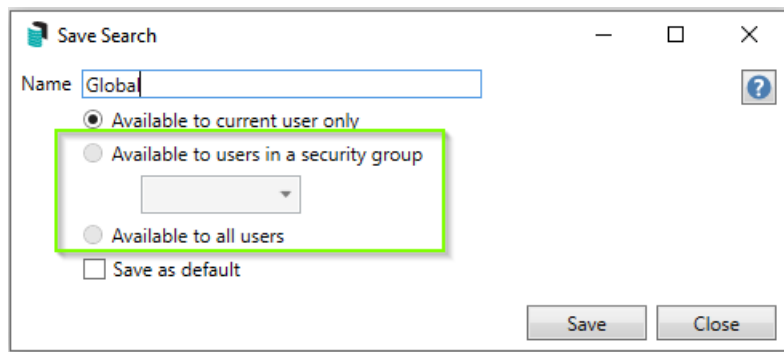 Save Search
Name Global
Available to current user only
Available to users in a security group
Available to all users
Save as default
Save Close